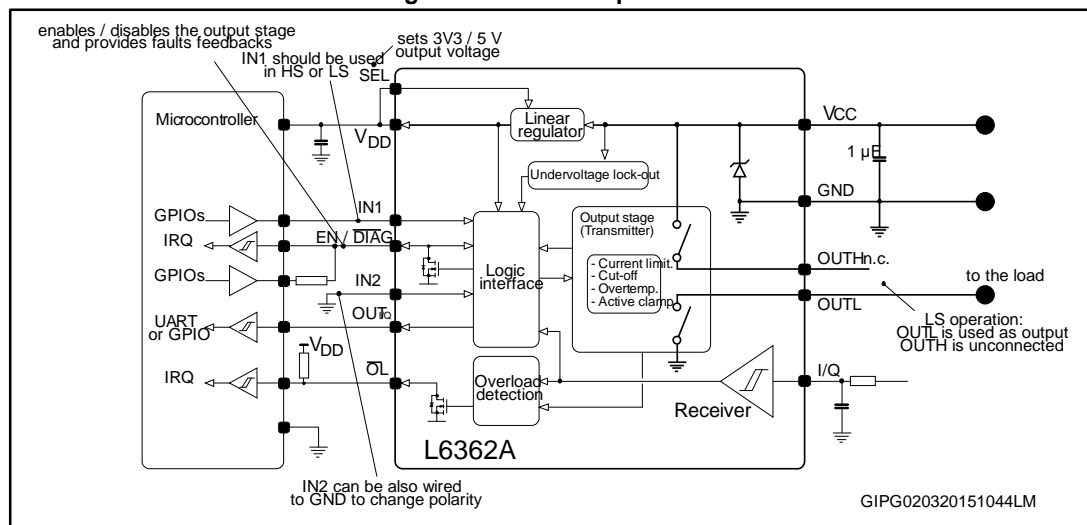 enables / disables the output stage
and provides faults feedbacks
sets 3V3 / 5 V
output voltage
IN1 should be used
in HS or LS
SEL
Microcontroller
VDD
Linear
regulator
VCC
1 µF
Undervoltage lock-out
GND
GPIOs
IN1
IRQ
EN / DIAG
GPIOs
IN2
UART
or GPIO
OUTI/Q
VDD
IRQ
OL
Logic
interface
Output stage
(Transmitter)
- Current limit.
- Cut-off
- Overtemp.
- Active clamp
OUTH
n.c.
to the load
OUTL
LS operation:
OUTL is used as output
OUTH is unconnected
I/Q
Overload
detection
Receiver
L6362A
IN2 can be also wired
to GND to change polarity
GIPG020320151044LM